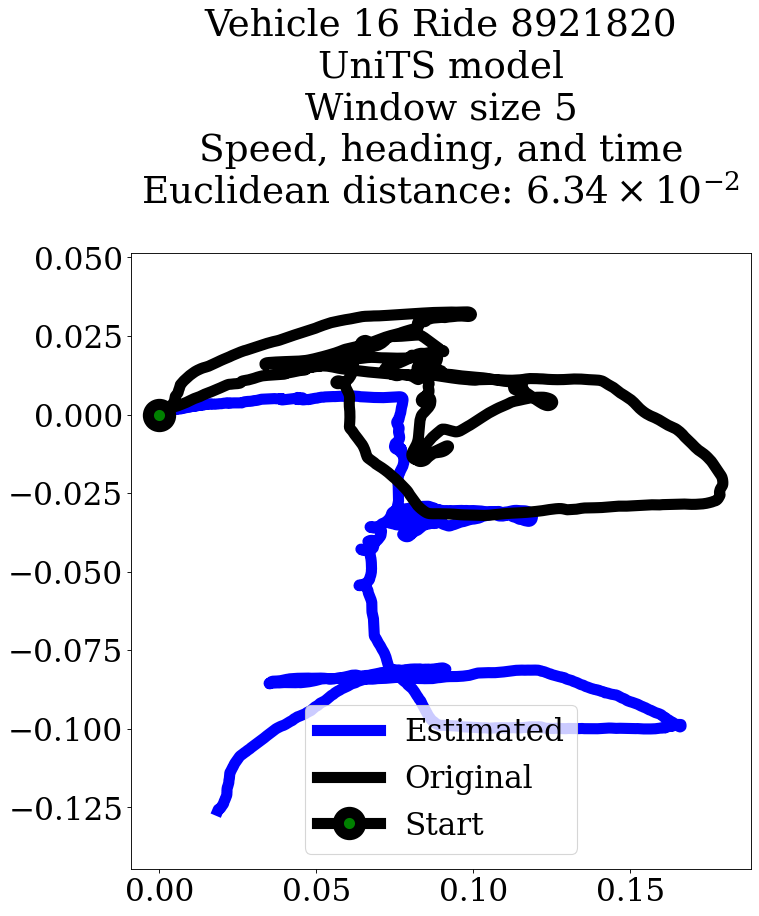 Vehicle 16 Ride 8921820
UniTS model
Window size 5
Speed, heading, and time
Euclidean distance: 6.34 × 10⁻²
0.050
0.025
0.000
−0.025
−0.050
−0.075
−0.100
−0.125
Estimated
Original
Start
0.00 0.05 0.10 0.15